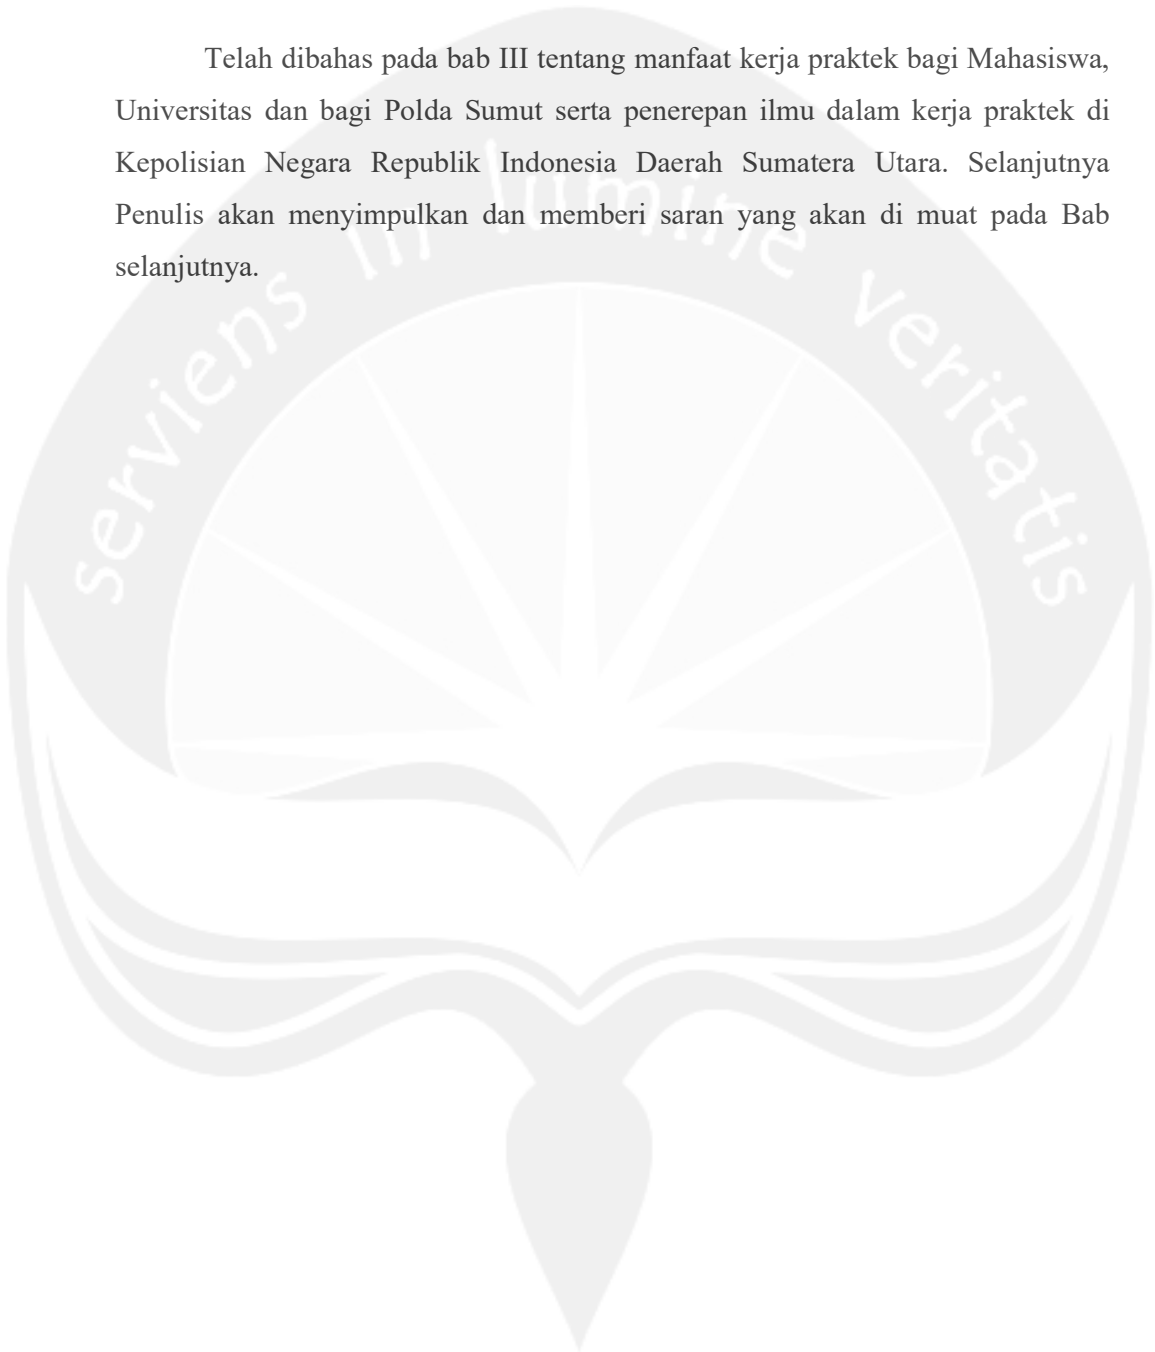 Telah dibahas pada bab III tentang manfaat kerja praktek bagi Mahasiswa,
Universitas dan bagi Polda Sumut serta penerepan ilmu dalam kerja praktek di
Kepolisian Negara Republik Indonesia Daerah Sumatera Utara. Selanjutnya
Penulis akan menyimpulkan dan memberi saran yang akan di muat pada Bab
selanjutnya.
serviens in lumine veritatis